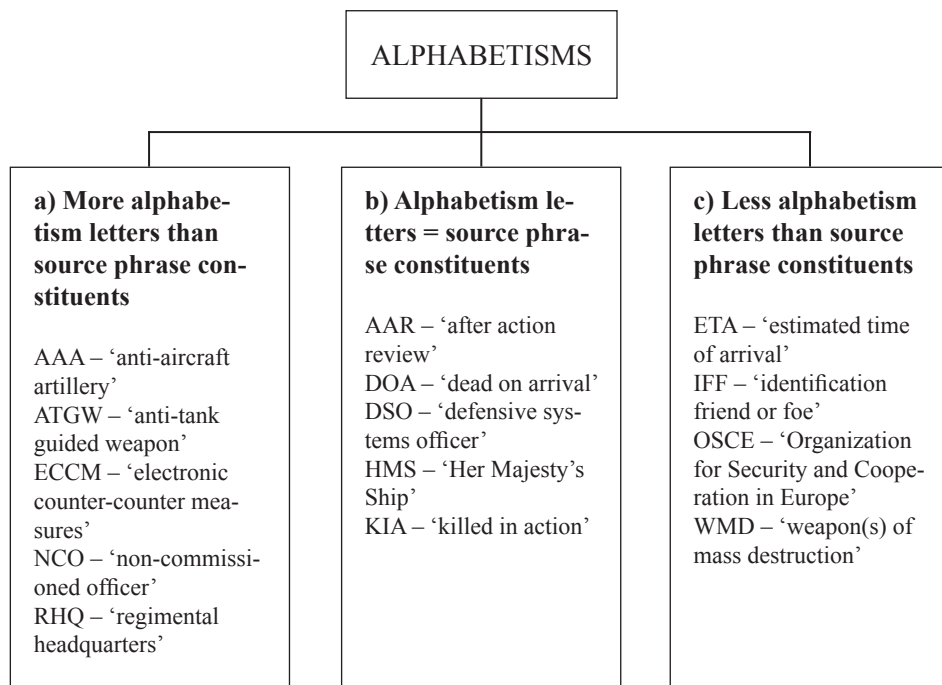 ALPHABETISMS
a) More alphabe-
tism letters than
source phrase con-
stituents
AAA – ‘anti-aircraft
artillery’
ATGW – ‘anti-tank
guided weapon’
ECCM – ‘electronic
counter-counter mea-
sures’
NCO – ‘non-commissi-
oned officer’
RHQ – ‘regimental
headquarters’
b) Alphabetism le-
tters = source phra-
se constituents
AAR – ‘after action
review’
DOA – ‘dead on arrival’
DSO – ‘defensive sys-
tems officer’
HMS – ‘Her Majesty’s
Ship’
KIA – ‘killed in action’
c) Less alphabetism
letters than source
phrase constituents
ETA – ‘estimated time
of arrival’
IFF – ‘identification
friend or foe’
OSCE – ‘Organization
for Security and Coope-
ration in Europe’
WMD – ‘weapon(s) of
mass destruction’